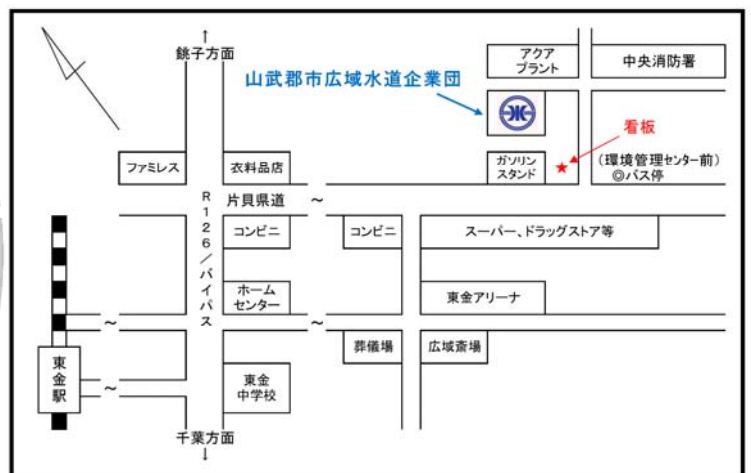 ↑
銚子方面
アクア
プラント
中央消防署
山武郡市広域水道企業団
看板
ファミレス
衣料品店
ガソリン
スタンド
(環境管理センター前)
◎バス停
★
R126/バイパス
片貝県道
~
コンビニ
コンビニ
スーパー、ドラッグストア等
ホーム
センター
東金アリーナ
~
~
葬儀場
広域斎場
東金駅
~
東金
中学校
千葉方面
↓